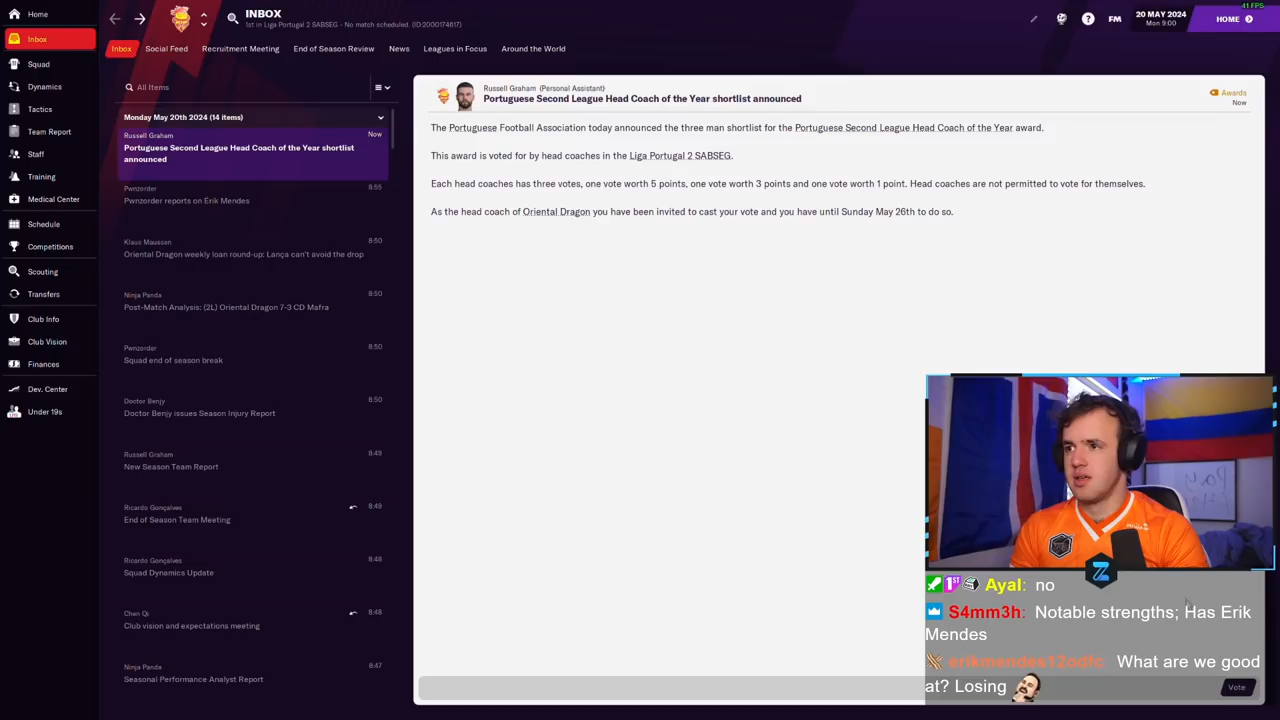 41 FPS
Home
INBOX
1st in Liga Portugal 2 SABSEG - No match scheduled. (ID:2000174617)
FM
20 MAY 2024
Mon 9:00
HOME
Inbox
Inbox
Social Feed
Recruitment Meeting
End of Season Review
News
Leagues in Focus
Around the World
Squad
Dynamics
Tactics
Team Report
Staff
Training
Medical Center
Schedule
Competitions
Scouting
Transfers
Club Info
Club Vision
Finances
Dev. Center
Under 19s
All Items
Monday May 20th 2024 (14 items)
Russell Graham Now
Portuguese Second League Head Coach of the Year shortlist
announced
Pwnzorder 8:55
Pwnzorder reports on Erik Mendes
Klaus Maussen 8:50
Oriental Dragon weekly loan round-up: Lança can't avoid the drop
Ninja Panda 8:50
Post-Match Analysis: (2L) Oriental Dragon 7-3 CD Mafra
Pwnzorder 8:50
Squad end of season break
Doctor Benjy 8:50
Doctor Benjy issues Season Injury Report
Russell Graham 8:49
New Season Team Report
Ricardo Gonçalves 8:49
End of Season Team Meeting
Ricardo Gonçalves 8:48
Squad Dynamics Update
Chen Qi 8:48
Club vision and expectations meeting
Ninja Panda 8:47
Seasonal Performance Analyst Report
Russell Graham (Personal Assistant)
Portuguese Second League Head Coach of the Year shortlist announced
Awards
Now
The Portuguese Football Association today announced the three man shortlist for the Portuguese Second League Head Coach of the Year award.
This award is voted for by head coaches in the Liga Portugal 2 SABSEG.
Each head coaches has three votes, one vote worth 5 points, one vote worth 3 points and one vote worth 1 point. Head coaches are not permitted to vote for themselves.
As the head coach of Oriental Dragon you have been invited to cast your vote and you have until Sunday May 26th to do so.
1ST Ayal: no
S4mm3h: Notable strengths; Has Erik
Mendes
erikmendes12odfc: What are we good
at? Losing
Vote